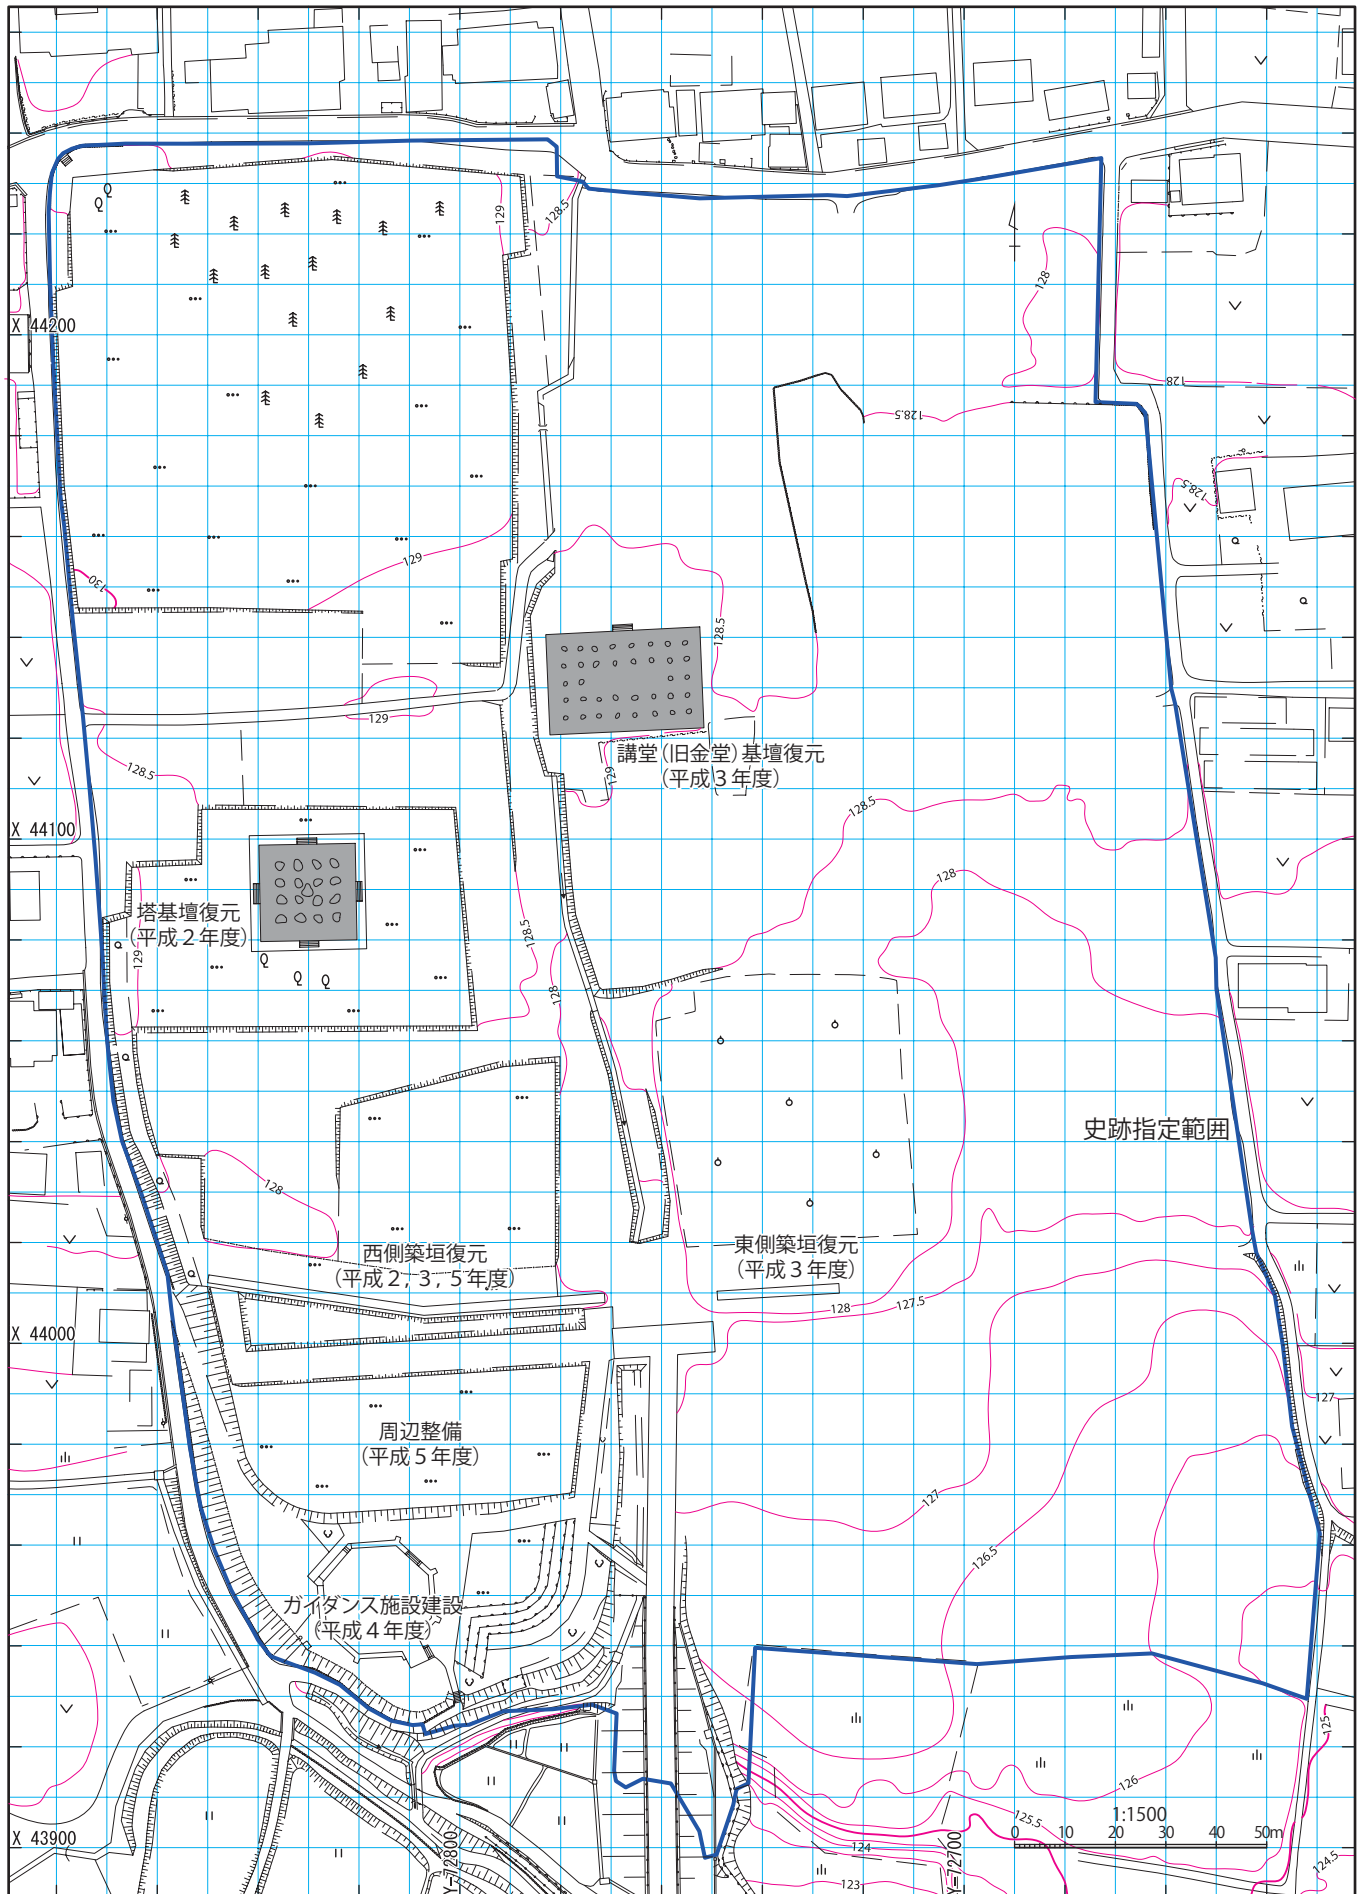 129
128.5
128
X 44200
128
128.5
128.5
129
130
128.5
129
講堂（旧金堂）基壇復元
（平成３年度）
129
128.5
128.5
X 44100
128
塔基壇復元
（平成２年度）
128.5
129
128
史跡指定範囲
128
西側築垣復元
（平成２，３，５年度）
東側築垣復元
（平成３年度）
128
127.5
X 44000
127
周辺整備
（平成５年度）
127
126.5
ガイダンス施設建設
（平成４年度）
125
126
125.5
1:1500
0 10 20 30 40 50m
X 43900
Y=-72800
Y=-72700
124
124.5
123